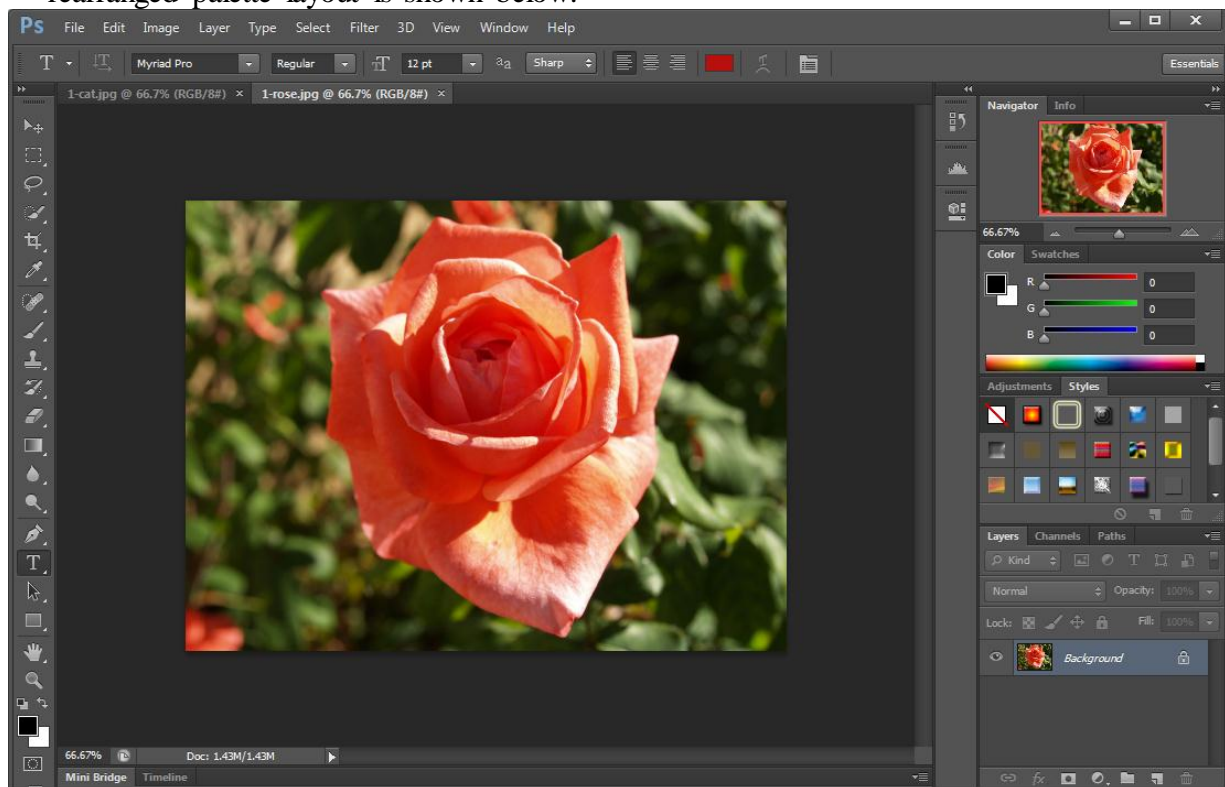 rearranged palette layout is shown below.
Ps File Edit Image Layer Type Select Filter 3D View Window Help
T Myriad Pro Regular 12 pt aa Sharp Essentials
1-cat.jpg @ 66.7% (RGB/8#) × 1-rose.jpg @ 66.7% (RGB/8#) ×
Navigator Info
66.67%
Color Swatches
R 0
G 0
B 0
Adjustments Styles
Layers Channels Paths
Kind T
Normal Opacity: 100%
Lock: Fill: 100%
Background
fx
66.67% Doc: 1.43M/1.43M
Mini Bridge Timeline